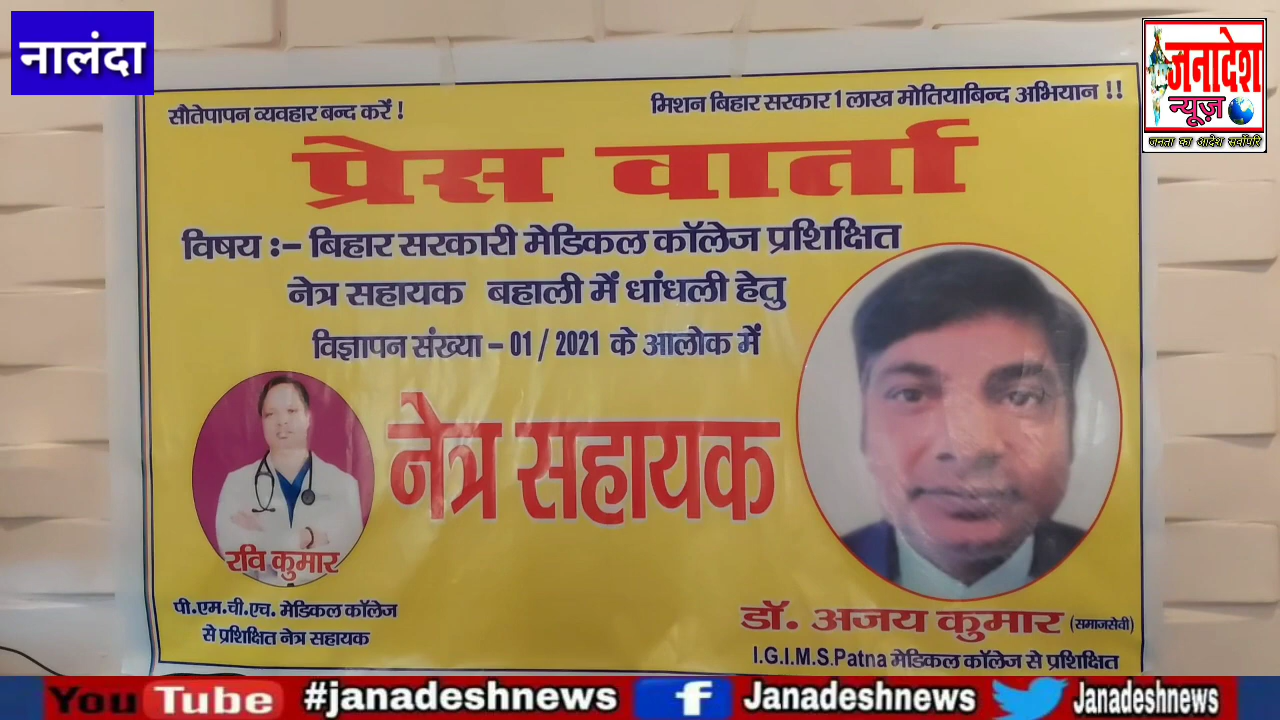 नालंदा
जनादेश
न्यूज़
जनता का आदेश सर्वोपरि
सौतेपापन व्यवहार बन्द करें !
मिशन बिहार सरकार 1 लाख मोतियाबिन्द अभियान !!
प्रेस वार्ता
विषय :– बिहार सरकारी मेडिकल कॉलेज प्रशिक्षित
नेत्र सहायक बहाली में धांधली हेतु
विज्ञापन संख्या – 01 / 2021 के आलोक में
नेत्र सहायक
रवि कुमार
पी.एम.ची.एच. मेडिकल कॉलेज
से प्रशिक्षित नेत्र सहायक
डॉ. अजय कुमार (समाजसेवी)
I.G.I.M.S.Patna मेडिकल कॉलेज से प्रशिक्षित
You Tube #janadeshnews f Janadeshnews Janadeshnews